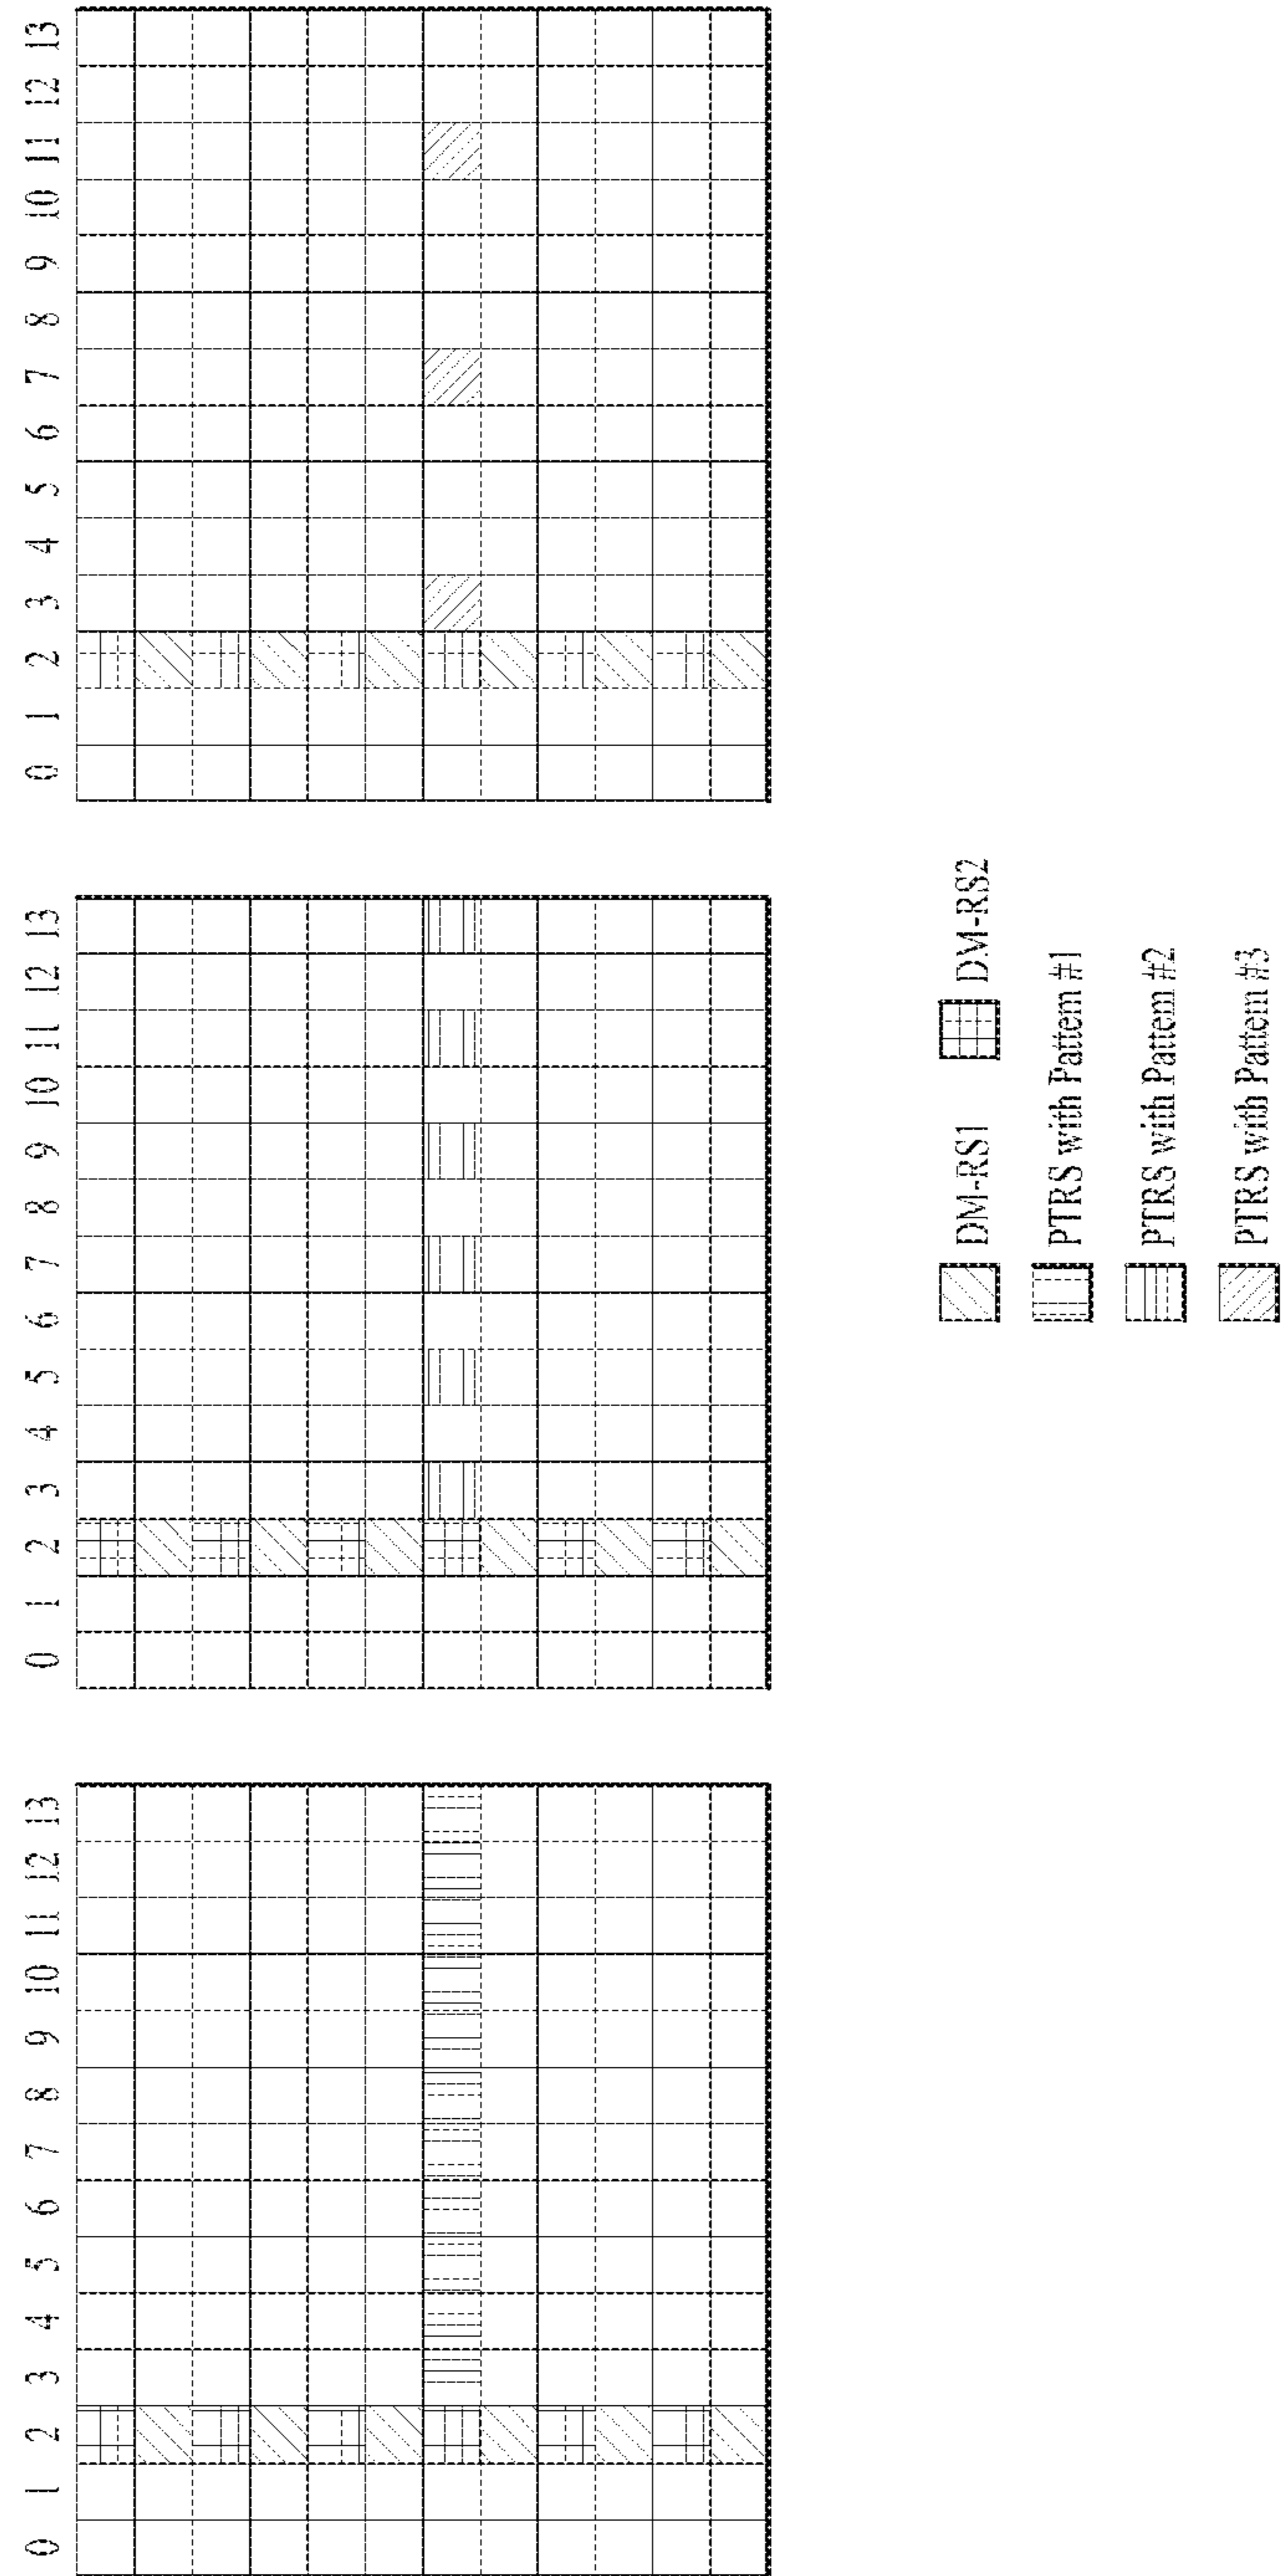 0 1 2 3 4 5 6 7 8 9 10 11 12 13
0 1 2 3 4 5 6 7 8 9 10 11 12 13
0 1 2 3 4 5 6 7 8 9 10 11 12 13
DM-RS1 DM-RS2
PTRS with Pattern #1
PTRS with Pattern #2
PTRS with Pattern #3